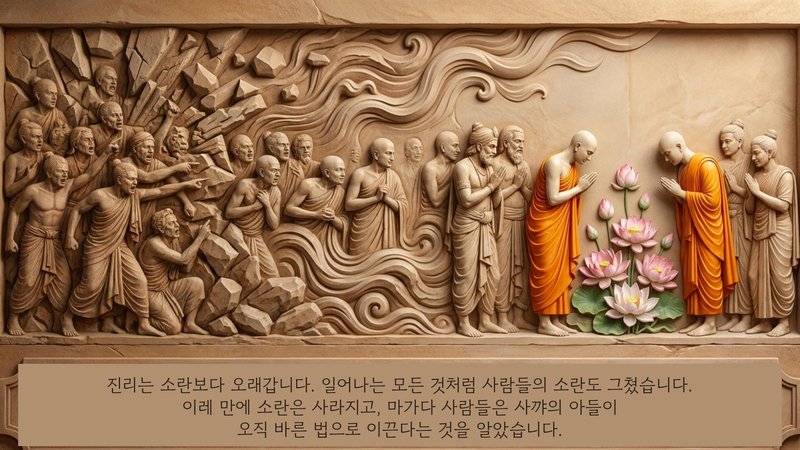 진리는 소란보다 오래갑니다. 일어나는 모든 것처럼 사람들의 소란도 그쳤습니다.
이레 만에 소란은 사라지고, 마가다 사람들은 사꺄의 아들이
오직 바른 법으로 이끈다는 것을 알았습니다.